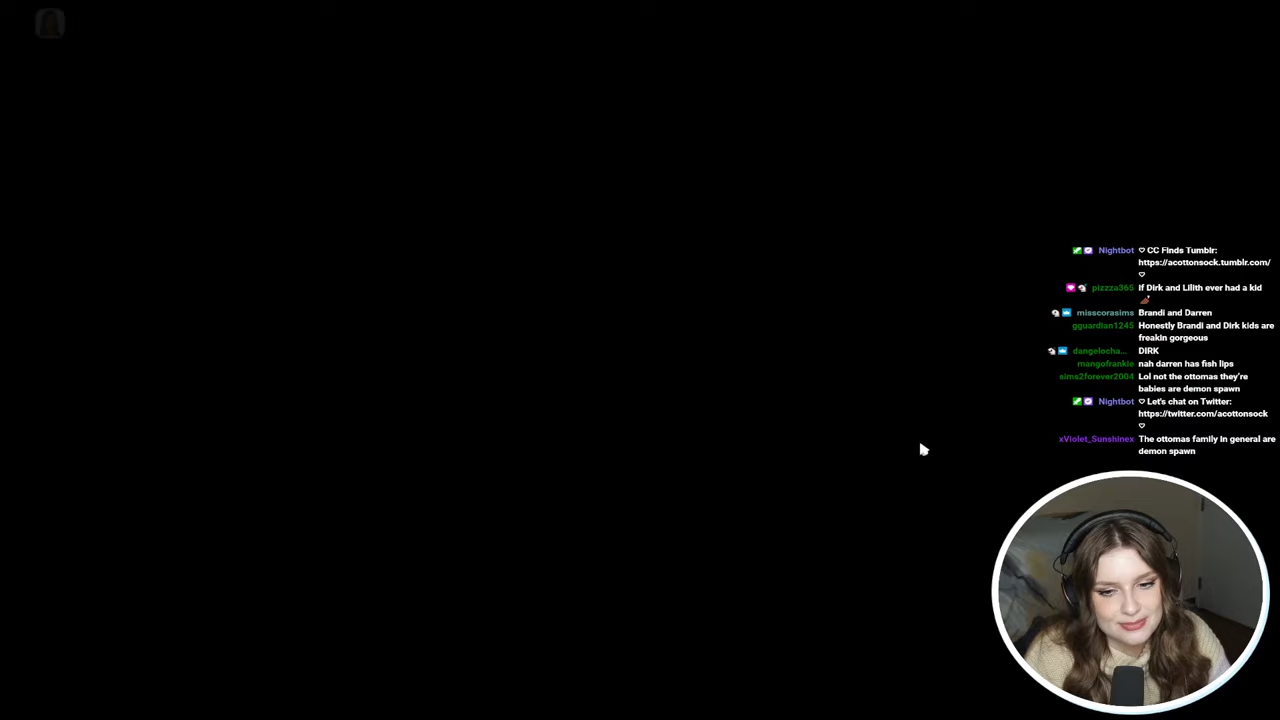 Nightbot ♡ CC Finds Tumblr:
https://acottonsock.tumblr.com/
♡
pizzza365 If Dirk and Lilith ever had a kid
misscorasims Brandi and Darren
gguardian1245 Honestly Brandi and Dirk kids are
freakin gorgeous
dangelocha... DIRK
mangofrankie nah darren has fish lips
sims2forever2004 Lol not the ottomas they're
babies are demon spawn
Nightbot ♡ Let's chat on Twitter:
https://twitter.com/acottonsock
♡
xViolet_Sunshinex The ottomas family in general are
demon spawn